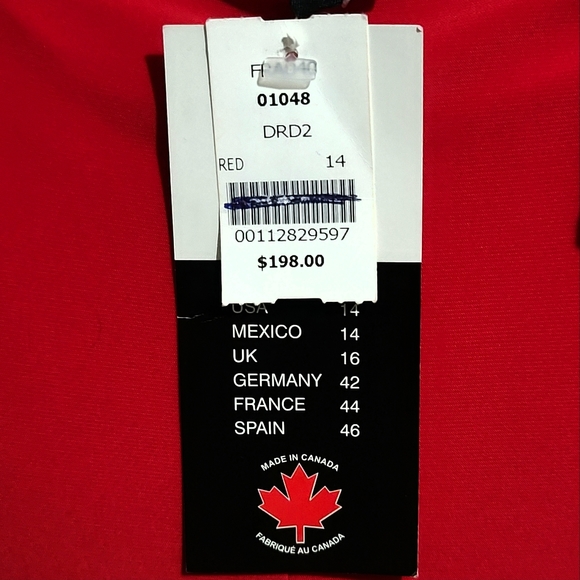 01048
DRD2
RED 14
00112829597
$198.00
USA 14
MEXICO 14
UK 16
GERMANY 42
FRANCE 44
SPAIN 46
MADE IN CANADA
FABRIQUÉ AU CANADA